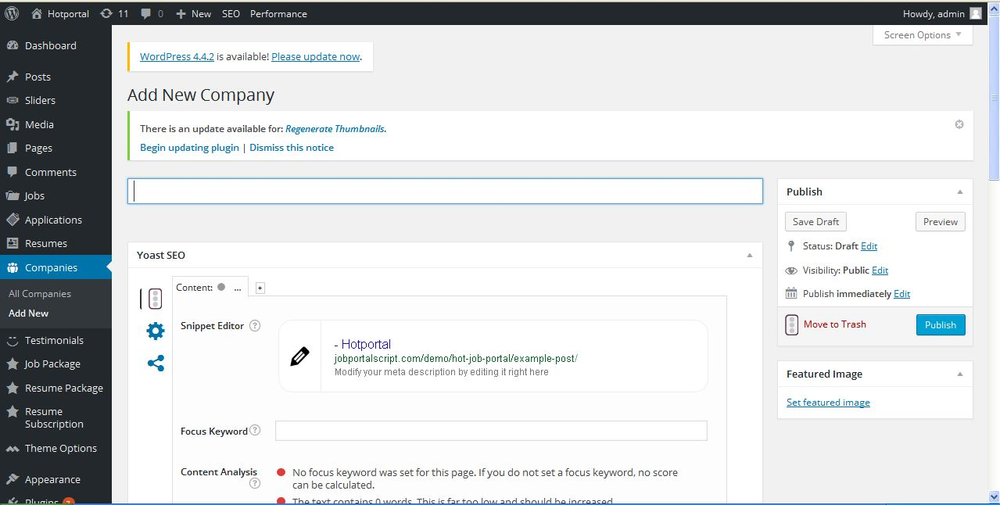 Hotportal 11 0 + New SEO Performance Howdy, admin
Screen Options
Dashboard
Posts
Sliders
Media
Pages
Comments
Jobs
Applications
Resumes
Companies
All Companies
Add New
Testimonials
Job Package
Resume Package
Resume
Subscription
Theme Options
Appearance
Plugins 7
WordPress 4.4.2 is available! Please update now.
Add New Company
There is an update available for: Regenerate Thumbnails.
Begin updating plugin | Dismiss this notice
Yoast SEO
Content: ... +
Snippet Editor ?
- Hotportal
jobportalscript.com/demo/hot-job-portal/example-post/
Modify your meta description by editing it right here
Focus Keyword ?
Content Analysis ?
No focus keyword was set for this page. If you do not set a focus keyword, no score
can be calculated.
The text contains 0 words. This is far too low and should be increased.
Publish
Save Draft Preview
Status: Draft Edit
Visibility: Public Edit
Publish immediately Edit
Move to Trash Publish
Featured Image
Set featured image